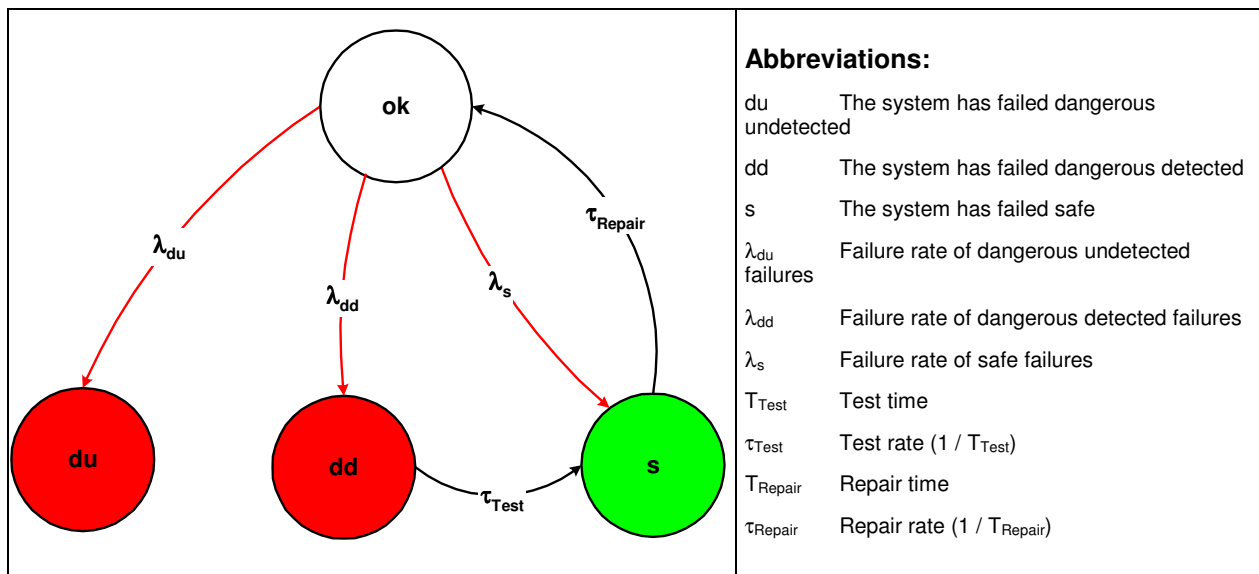 ok
λdu
λdd
λs
τRepair
du
dd
s
τTest
Abbreviations:
du The system has failed dangerous
undetected
dd The system has failed dangerous detected
s The system has failed safe
λdu Failure rate of dangerous undetected
failures
λdd Failure rate of dangerous detected failures
λs Failure rate of safe failures
TTest Test time
τTest Test rate (1 / TTest)
TRepair Repair time
τRepair Repair rate (1 / TRepair)